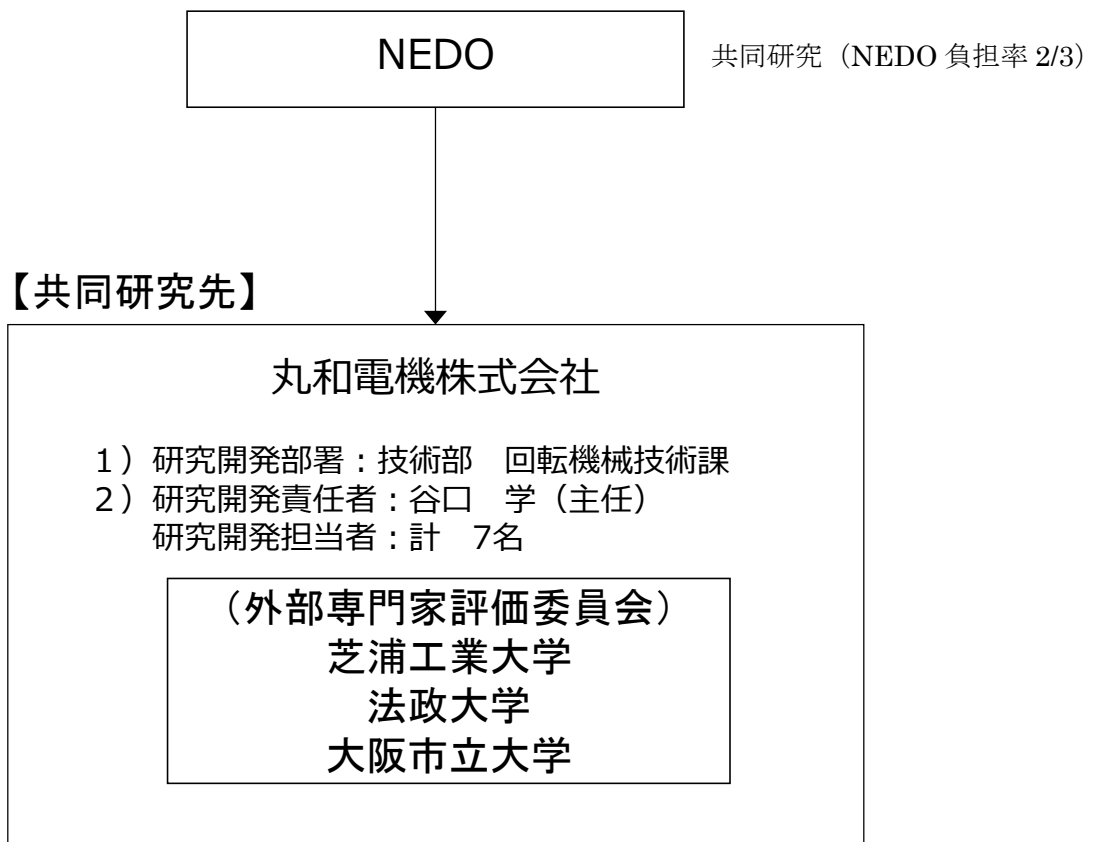 NEDO
共同研究（NEDO 負担率 2/3）
【共同研究先】
丸和電機株式会社
１）研究開発部署：技術部　回転機械技術課
２）研究開発責任者：谷口　学（主任）
研究開発担当者：計　7名
（外部専門家評価委員会）
芝浦工業大学
法政大学
大阪市立大学